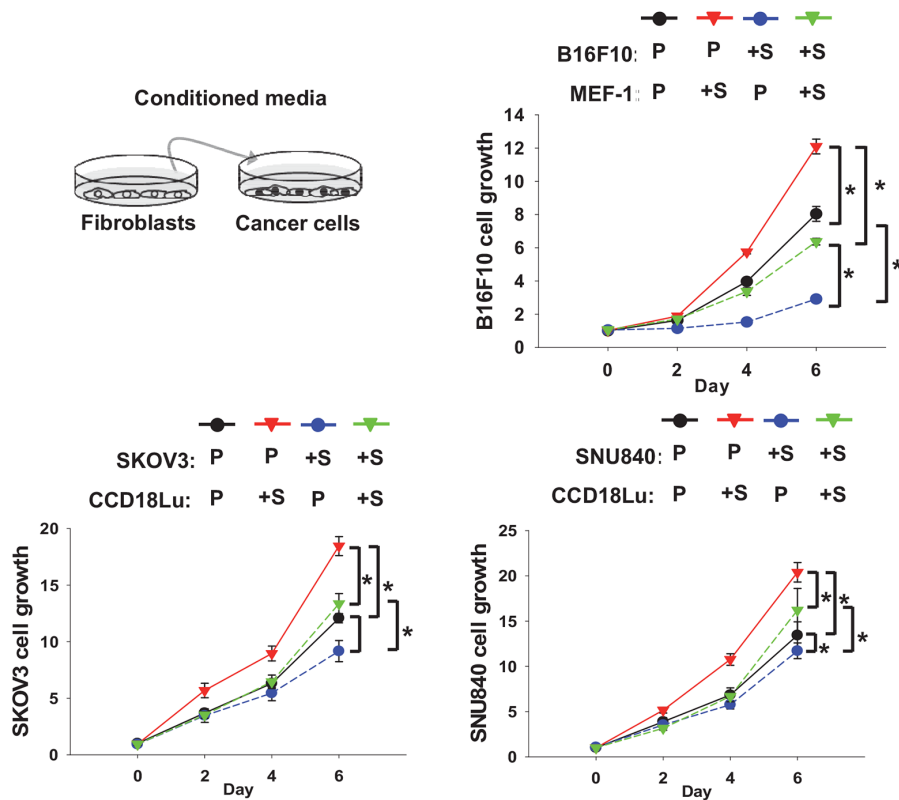 Conditioned media
Fibroblasts
Cancer cells
B16F10: P P +S +S
MEF-1: P +S P +S
B16F10 cell growth
14
12
10
8
6
4
2
0
* * * *
0 2 4 6
Day
SKOV3: P P +S +S
CCD18Lu: P +S P +S
SKOV3 cell growth
20
15
10
5
0
* * *
0 2 4 6
Day
SNU840: P P +S +S
CCD18Lu: P +S P +S
SNU840 cell growth
25
20
15
10
5
0
* * * *
0 2 4 6
Day